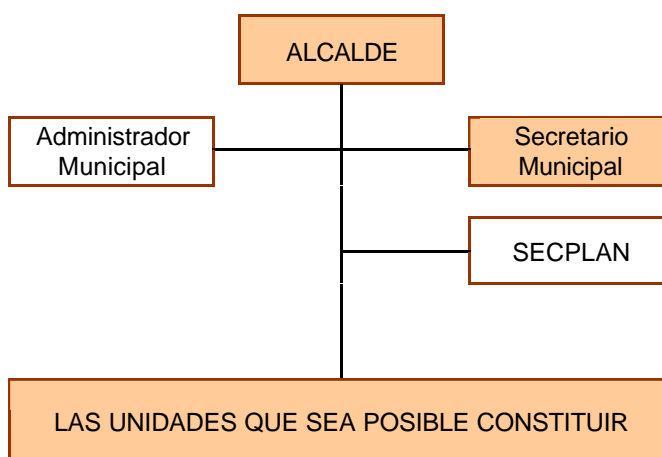 ALCALDE
Administrador
Municipal
Secretario
Municipal
SECPLAN
LAS UNIDADES QUE SEA POSIBLE CONSTITUIR